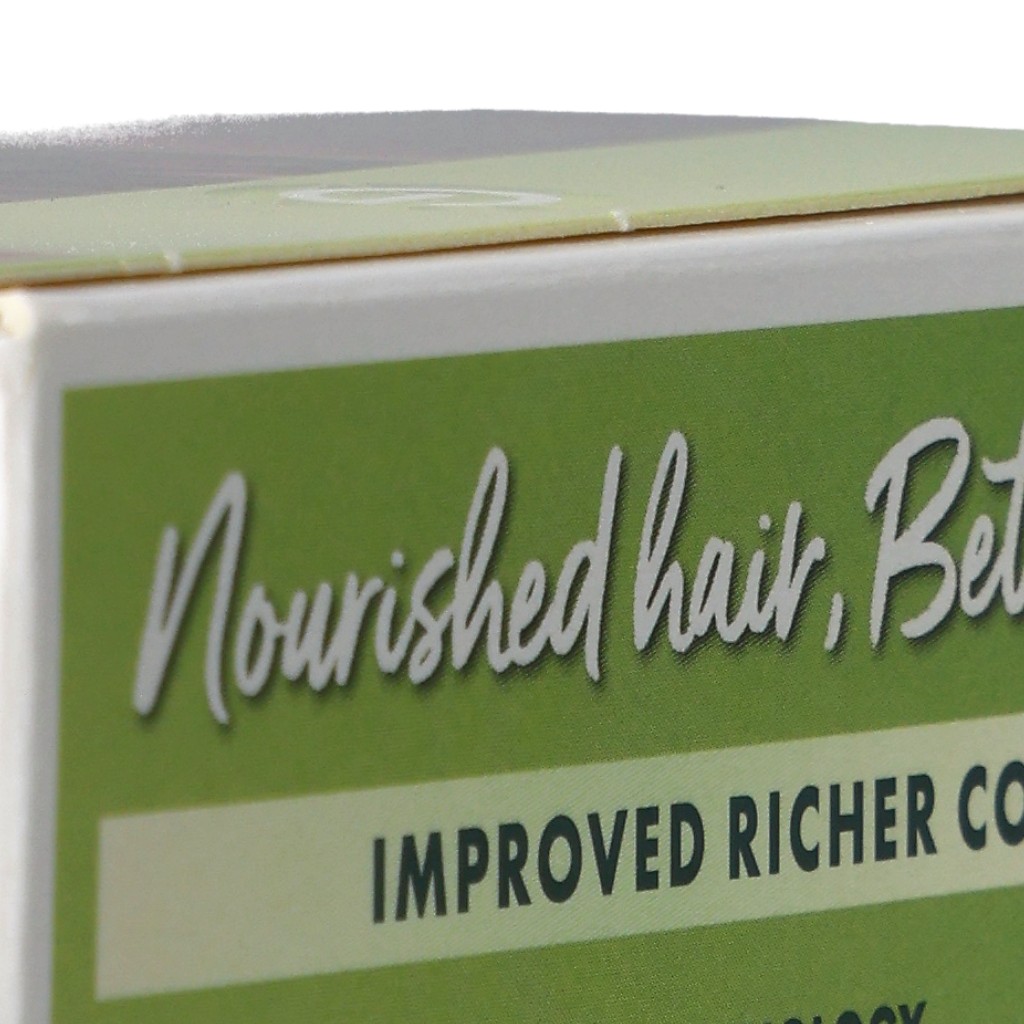 Nourished hair, Bet
IMPROVED RICHER CO